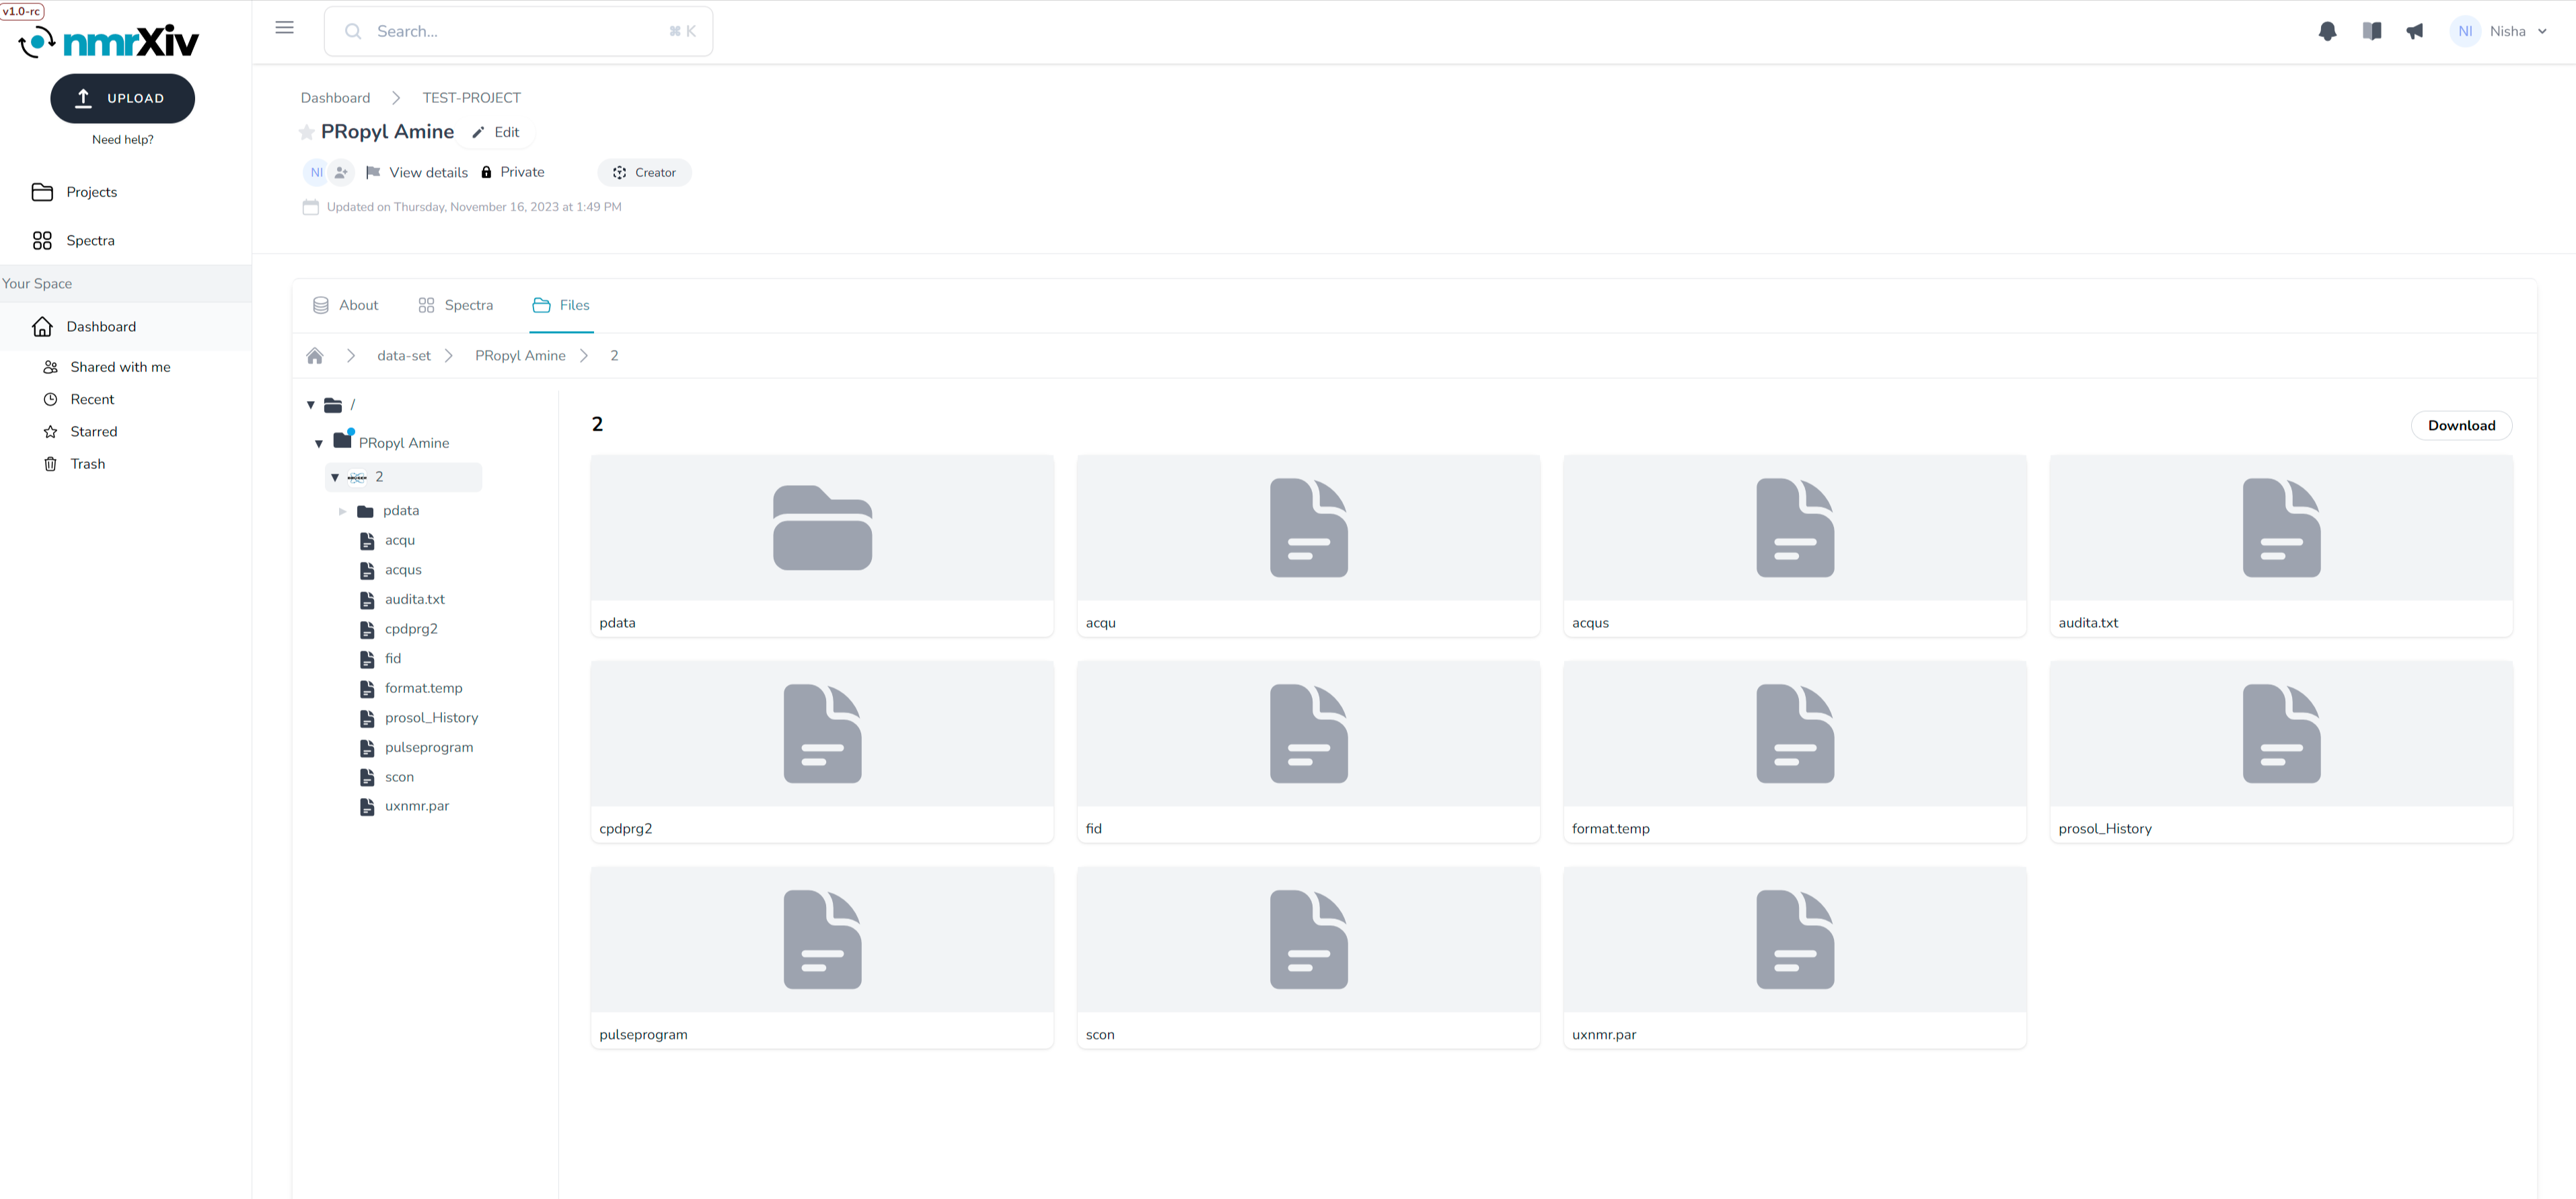 v1.0-rc
nmrXiv
UPLOAD
Need help?
Projects
Spectra
Your Space
Dashboard
Shared with me
Recent
Starred
Trash
Search... ⌘ K
NI Nisha
Dashboard TEST-PROJECT
PRopyl Amine Edit
NI View details Private Creator
Updated on Thursday, November 16, 2023 at 1:49 PM
About Spectra Files
data-set PRopyl Amine 2
/
PRopyl Amine
2
pdata
acqu
acqus
audita.txt
cpdprg2
fid
format.temp
prosol_History
pulseprogram
scon
uxnmr.par
2 Download
pdata acqu acqus audita.txt
cpdprg2 fid format.temp prosol_History
pulseprogram scon uxnmr.par